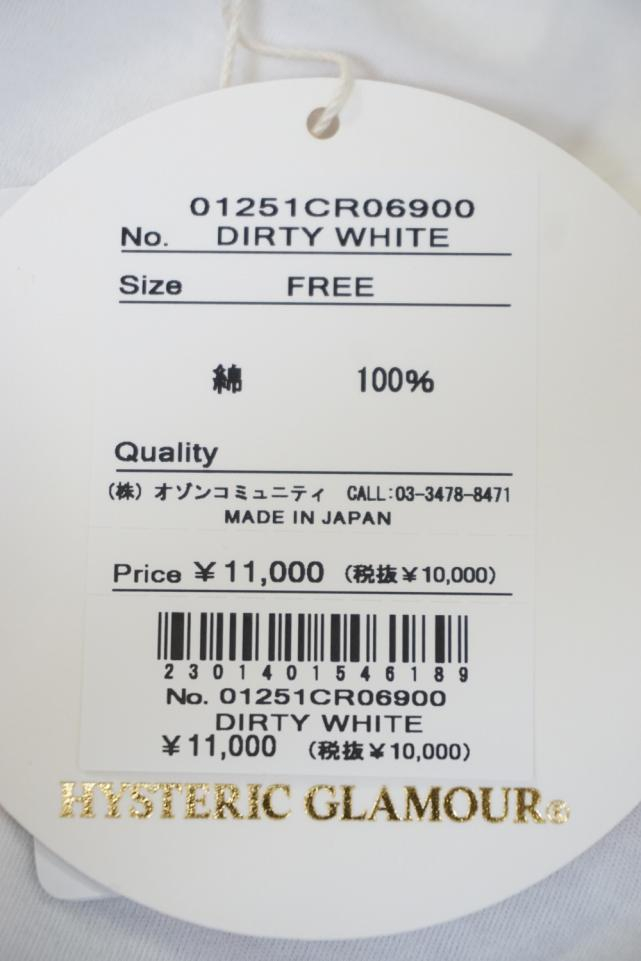 01251CR06900
No. DIRTY WHITE
Size FREE
綿 100%
Quality
(株) オゾンコミュニティ CALL:03-3478-8471
MADE IN JAPAN
Price ¥11,000 (税抜¥10,000)
2301401546189
No. 01251CR06900
DIRTY WHITE
¥11,000 (税抜¥10,000)
HYSTERIC GLAMOUR®